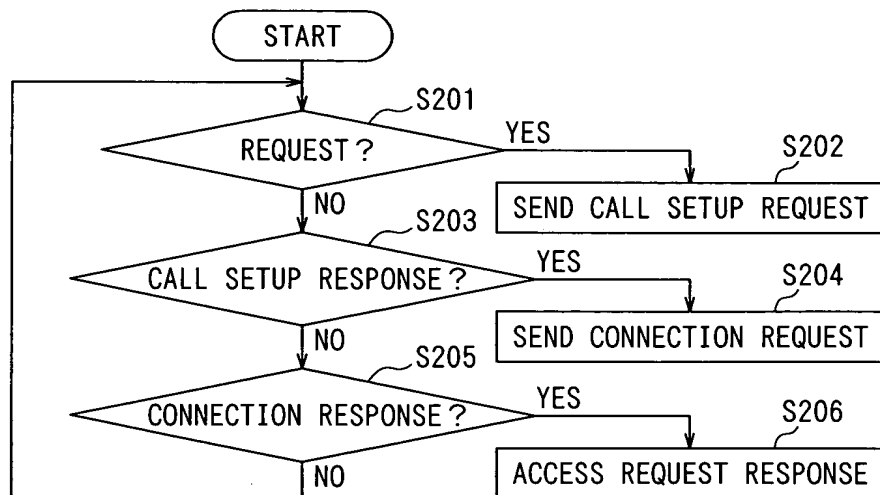 START
S201
REQUEST?
YES
S202
SEND CALL SETUP REQUEST
NO
S203
CALL SETUP RESPONSE?
YES
S204
SEND CONNECTION REQUEST
NO
S205
CONNECTION RESPONSE?
YES
S206
ACCESS REQUEST RESPONSE
NO